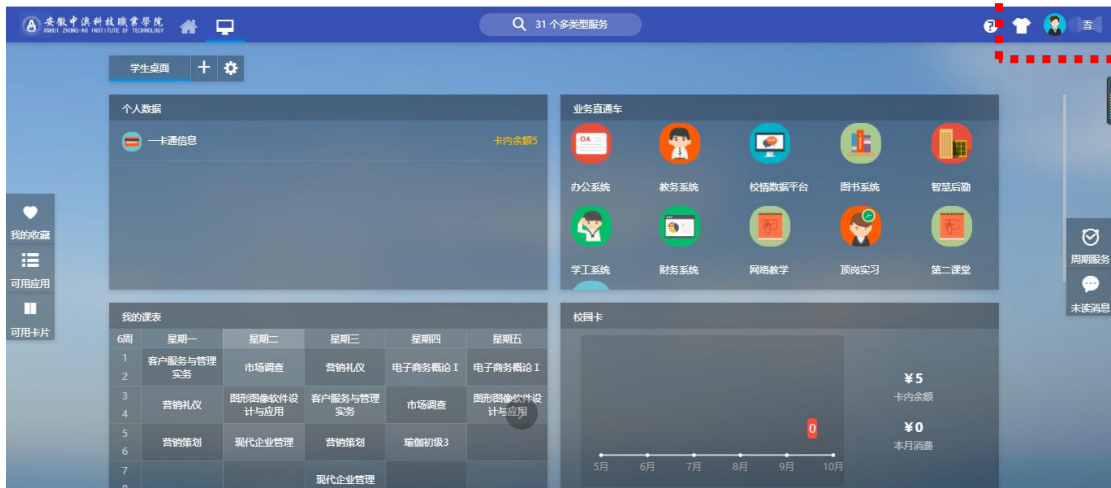 安徽中澳科技職業學院
ANHUI ZHONG-AO INSTITUTE OF TECHNOLOGY
31 个多类型服务
学生桌面
个人数据
一卡通信息 卡内余额5
业务直通车
OA
办公系统 教务系统 校情数据平台 图书系统 智慧后勤
学工系统 财务系统 网络教学 顶岗实习 第二课堂
我的收藏
可用应用
可用卡片
周期服务
未读消息
我的课表
6周 星期一 星期二 星期三 星期四 星期五
1 2 客户服务与管理实务 市场调查 营销礼仪 电子商务概论 I 电子商务概论 I
3 4 营销礼仪 图形图像软件设计与应用 客户服务与管理实务 市场调查 图形图像软件设计与应用
5 6 营销策划 现代企业管理 营销策划 瑜伽初级3
7 8 现代企业管理
校园卡
¥5
卡内余额
¥0
本月消费
0
5月 6月 7月 8月 9月 10月